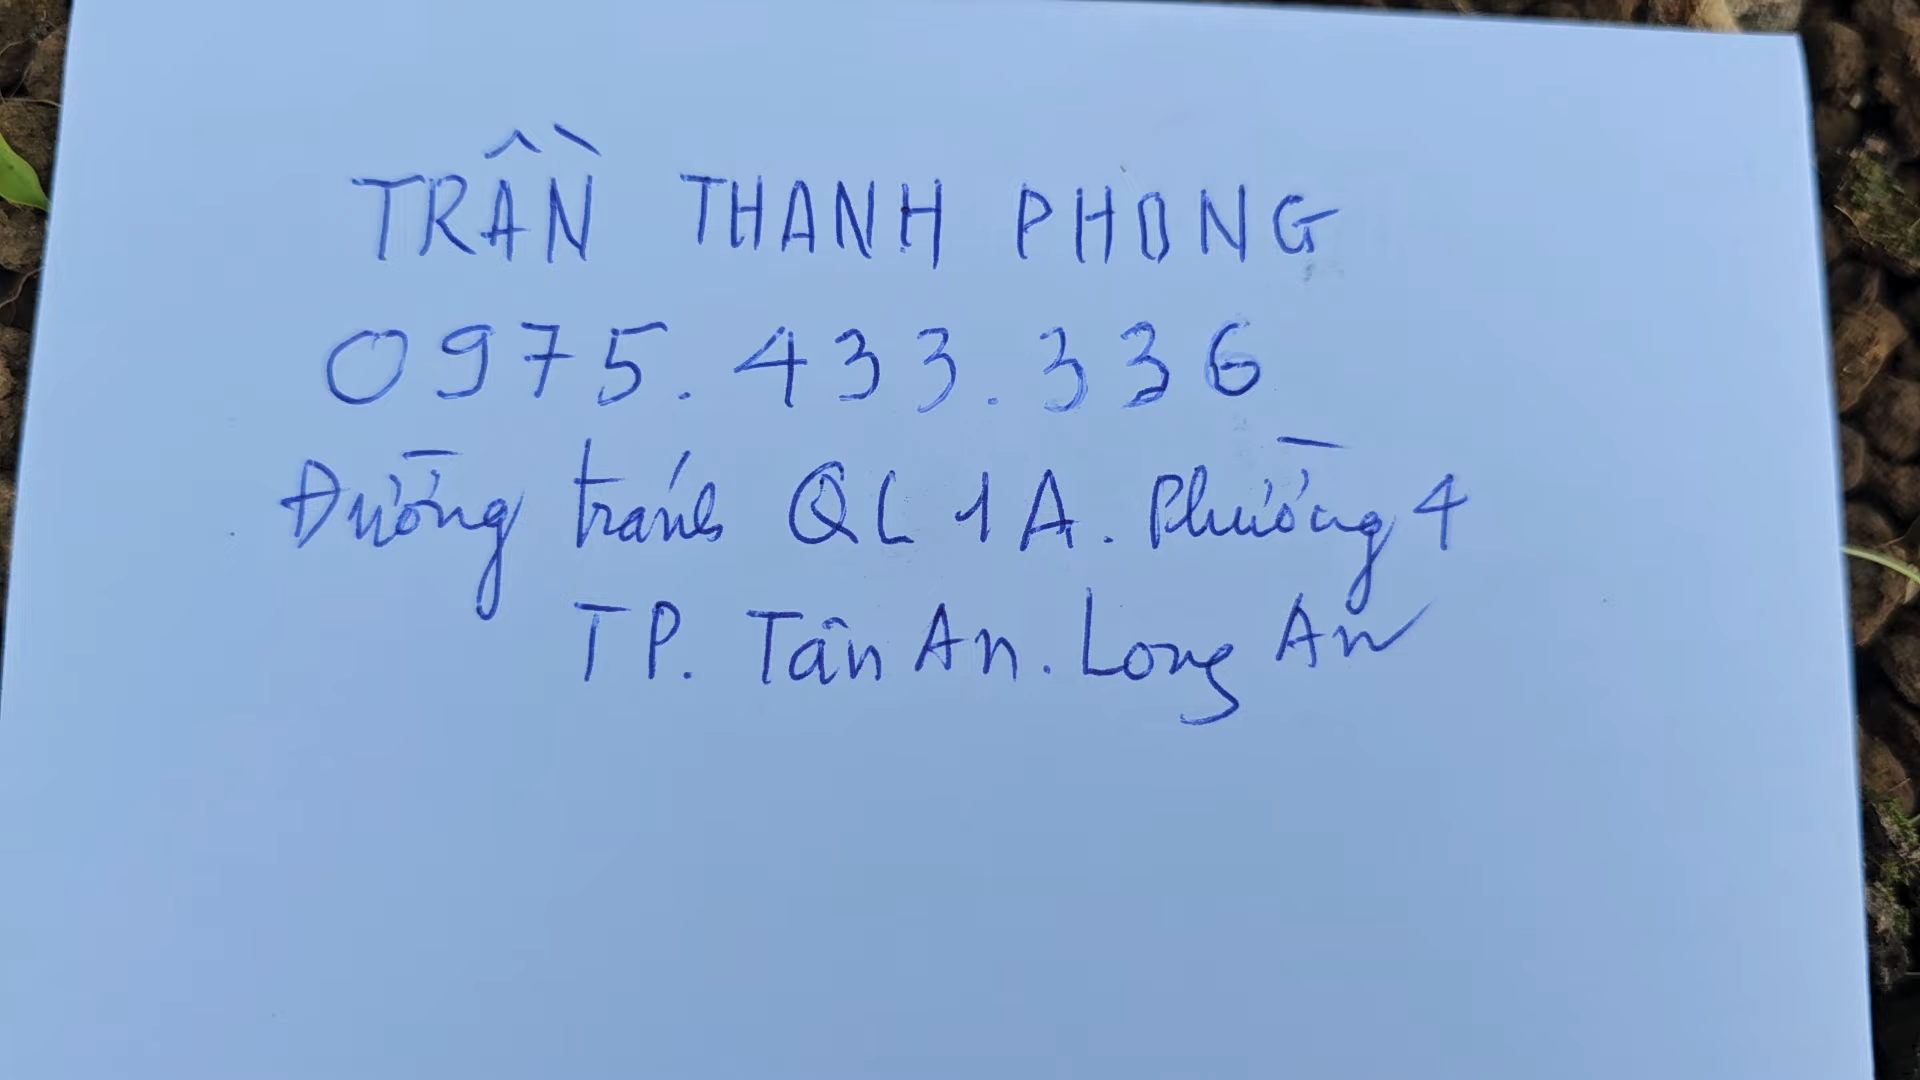 TRẦN THANH PHONG
0975.433.336
Đường tránh QL 1A. Phường 4
TP. Tân An. Long An